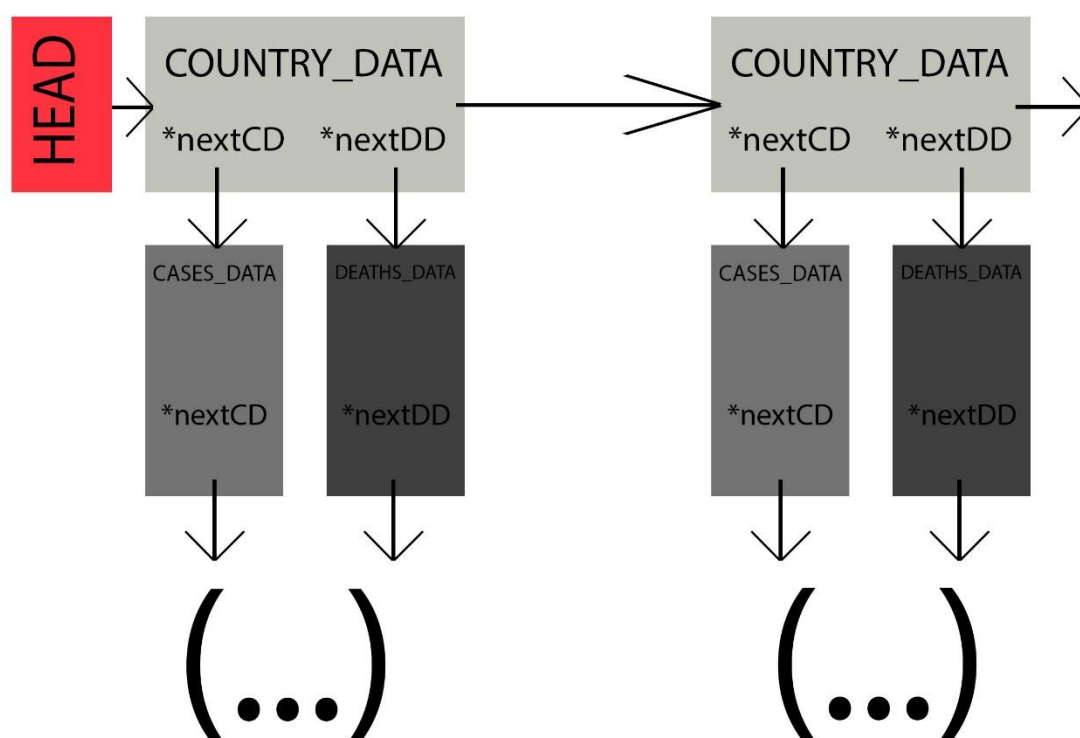 HEAD
COUNTRY_DATA
*nextCD *nextDD
CASES_DATA
*nextCD
DEATHS_DATA
*nextDD
(...)
COUNTRY_DATA
*nextCD *nextDD
CASES_DATA
*nextCD
DEATHS_DATA
*nextDD
(...)